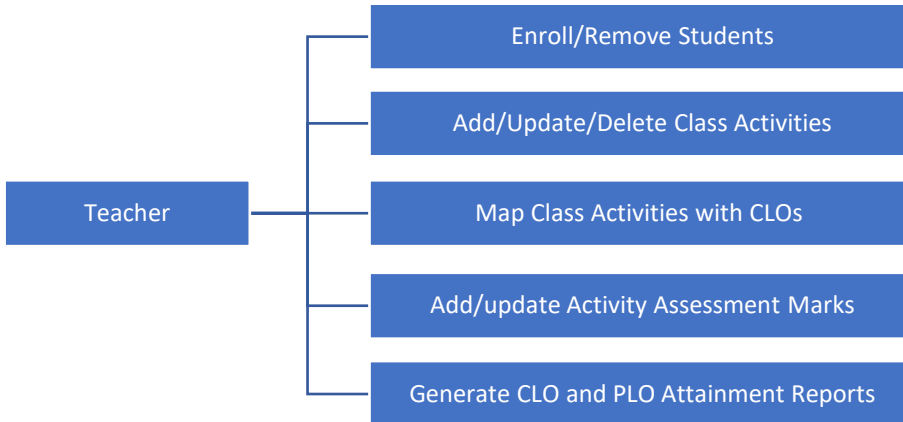 Enroll/Remove Students
Add/Update/Delete Class Activities
Teacher
Map Class Activities with CLOs
Add/update Activity Assessment Marks
Generate CLO and PLO Attainment Reports